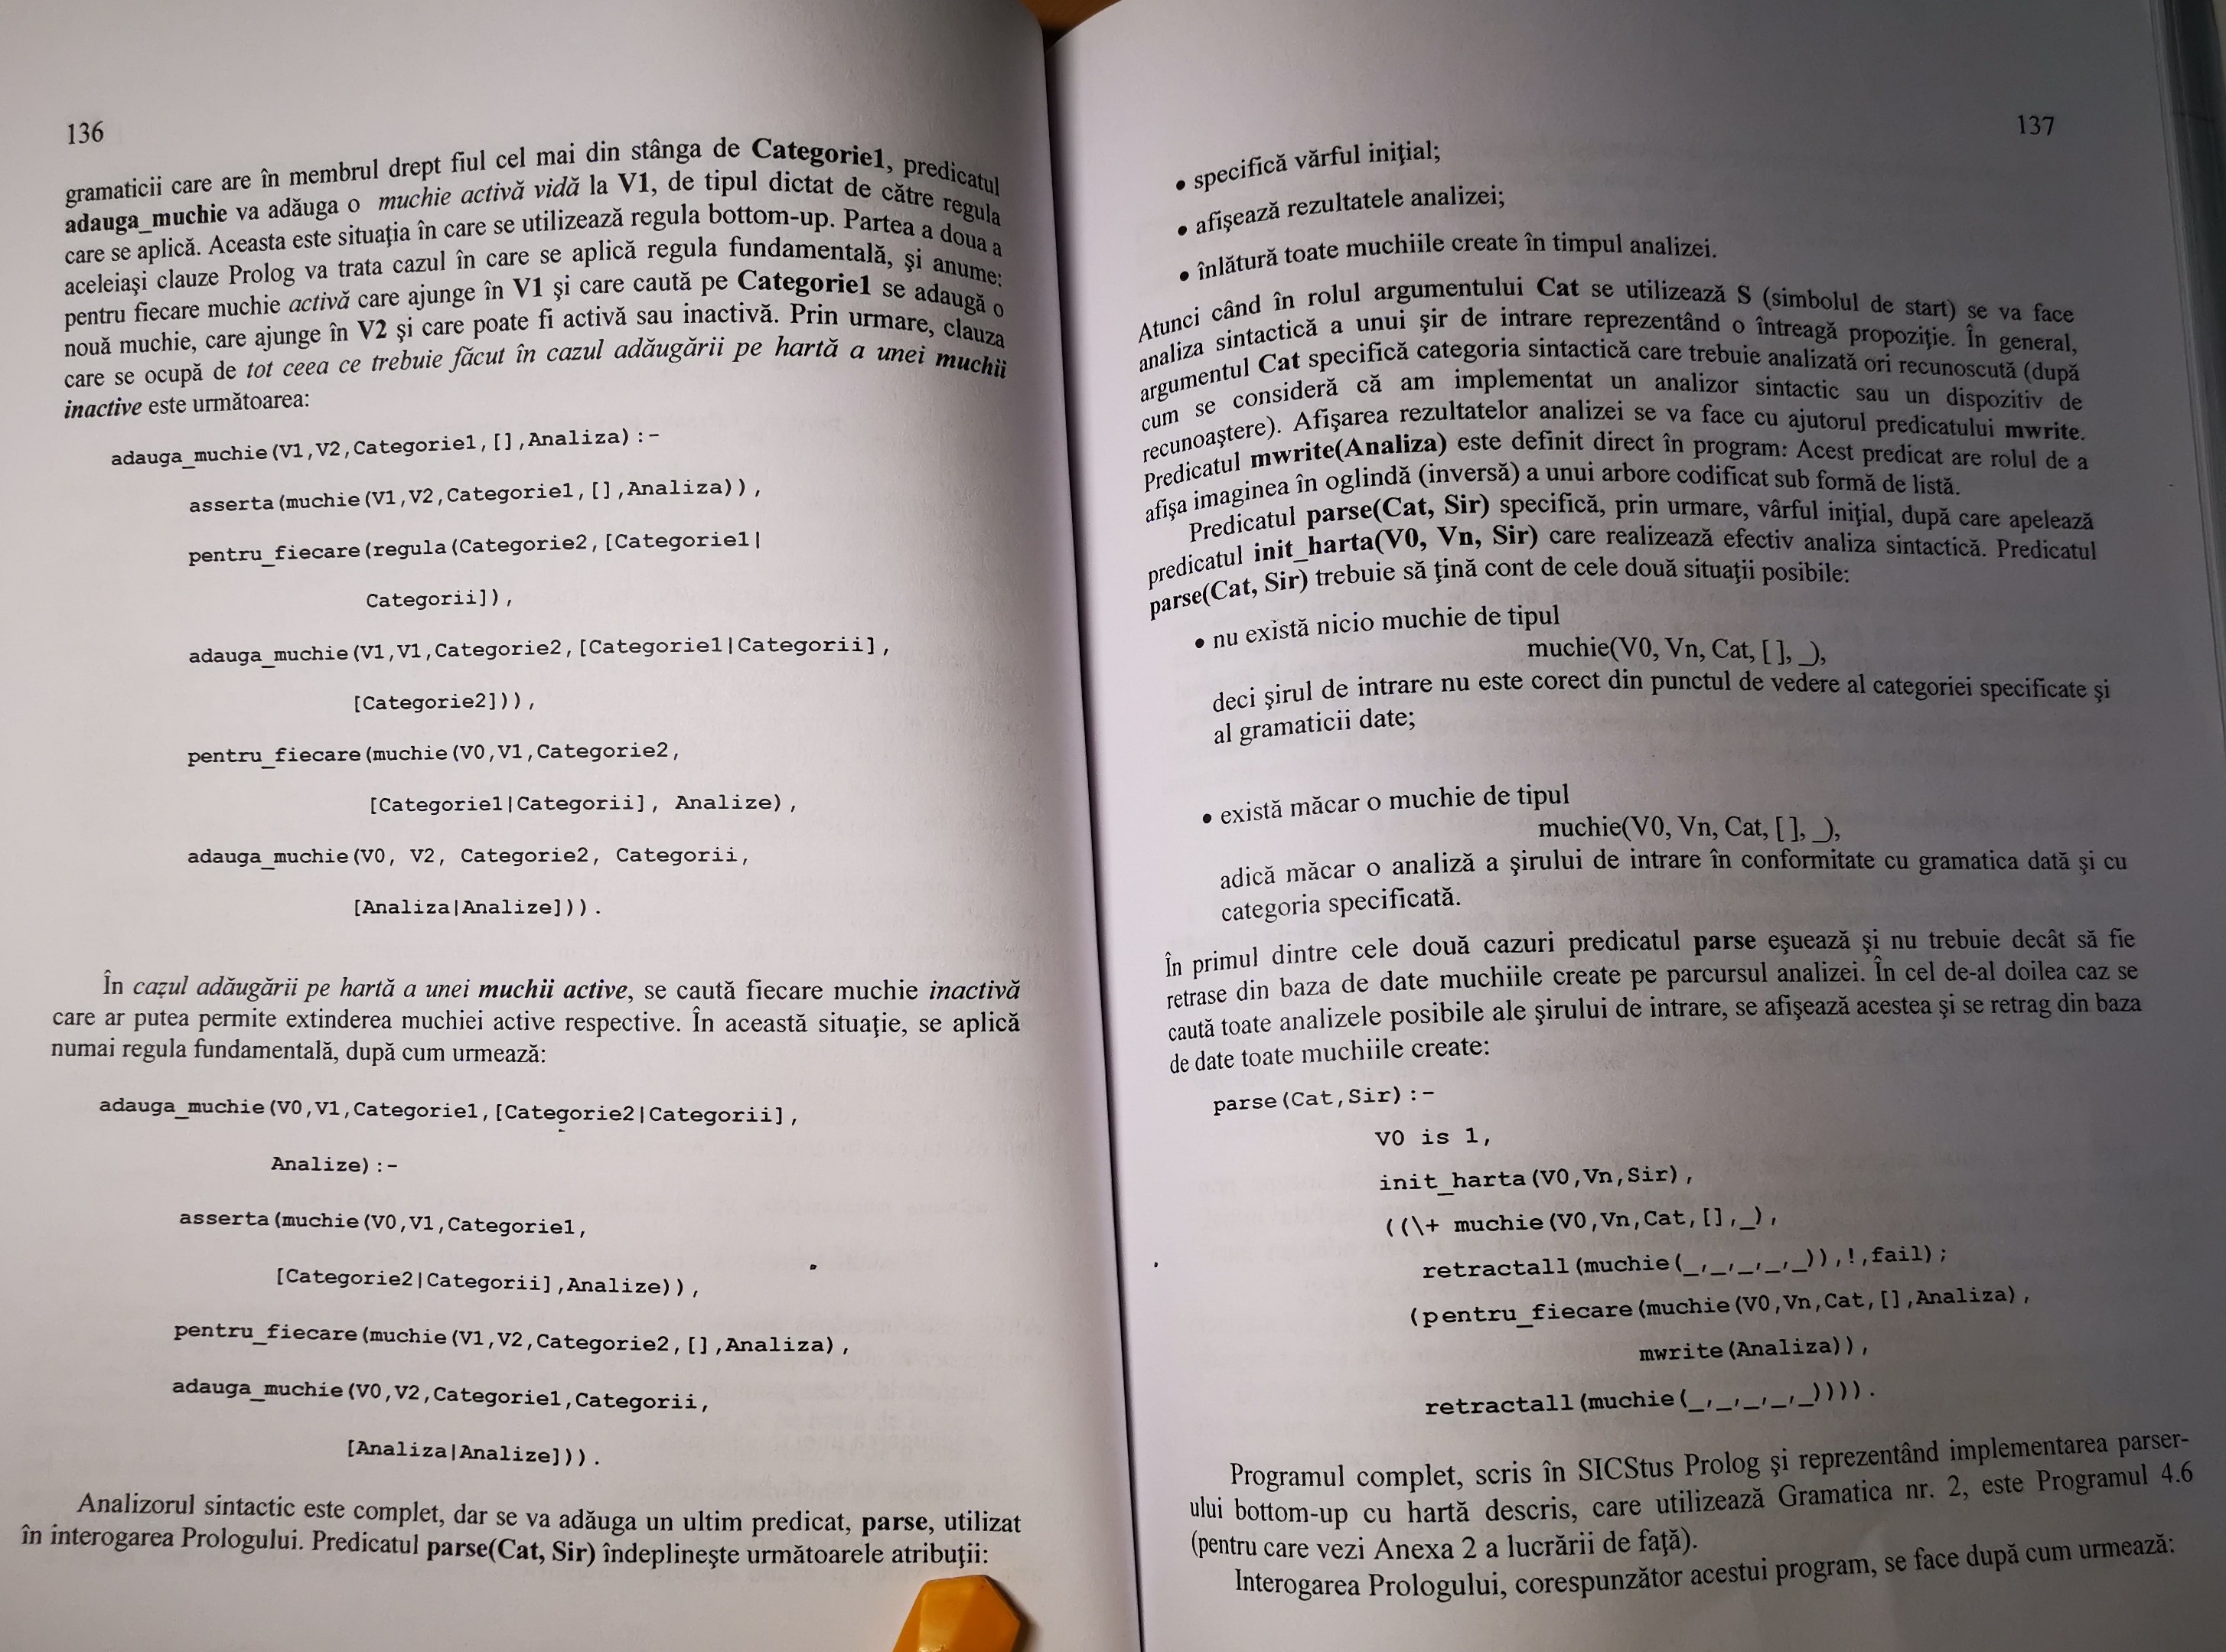 136
gramaticii care are în membrul drept fiul cel mai din stânga de Categorie1, predicatul
adauga_muchie va adăuga o muchie activă vidă la V1, de tipul dictat de către regula
care se aplică. Aceasta este situaţia în care se utilizează regula bottom-up. Partea a doua a
aceleiaşi clauze Prolog va trata cazul în care se aplică regula fundamentală, şi anume:
pentru fiecare muchie activă care ajunge în V1 şi care caută pe Categorie1 se adaugă o
nouă muchie, care ajunge în V2 şi care poate fi activă sau inactivă. Prin urmare, clauza
care se ocupă de tot ceea ce trebuie făcut în cazul adăugării pe hartă a unei muchii
inactive este următoarea:
adauga_muchie(V1,V2,Categorie1,[],Analiza):-
asserta(muchie(V1,V2,Categorie1,[],Analiza)),
pentru_fiecare(regula(Categorie2,[Categorie1|
Categorii]),
adauga_muchie(V1,V1,Categorie2,[Categorie1|Categorii],
[Categorie2])),
pentru_fiecare(muchie(V0,V1,Categorie2,
[Categorie1|Categorii], Analize),
adauga_muchie(V0, V2, Categorie2, Categorii,
[Analiza|Analize])).
În cazul adăugării pe hartă a unei muchii active, se caută fiecare muchie inactivă
care ar putea permite extinderea muchiei active respective. În această situaţie, se aplică
numai regula fundamentală, după cum urmează:
adauga_muchie(V0,V1,Categorie1,[Categorie2|Categorii],
Analize):-
asserta(muchie(V0,V1,Categorie1,
[Categorie2|Categorii],Analize)),
pentru_fiecare(muchie(V1,V2,Categorie2,[],Analiza),
adauga_muchie(V0,V2,Categorie1,Categorii,
[Analiza|Analize])).
Analizorul sintactic este complet, dar se va adăuga un ultim predicat, parse, utilizat
în interogarea Prologului. Predicatul parse(Cat, Sir) îndeplineşte următoarele atribuţii:
137
• specifică vărful iniţial;
• afişează rezultatele analizei;
• înlătură toate muchiile create în timpul analizei.
Atunci când în rolul argumentului Cat se utilizează S (simbolul de start) se va face
analiza sintactică a unui şir de intrare reprezentând o întreagă propoziţie. În general,
argumentul Cat specifică categoria sintactică care trebuie analizată ori recunoscută (după
cum se consideră că am implementat un analizor sintactic sau un dispozitiv de
recunoaştere). Afişarea rezultatelor analizei se va face cu ajutorul predicatului mwrite.
Predicatul mwrite(Analiza) este definit direct în program: Acest predicat are rolul de a
afişa imaginea în oglindă (inversă) a unui arbore codificat sub formă de listă.
Predicatul parse(Cat, Sir) specifică, prin urmare, vârful iniţial, după care apelează
predicatul init_harta(V0, Vn, Sir) care realizează efectiv analiza sintactică. Predicatul
parse(Cat, Sir) trebuie să ţină cont de cele două situaţii posibile:
• nu există nicio muchie de tipul
muchie(V0, Vn, Cat, [ ], _),
deci şirul de intrare nu este corect din punctul de vedere al categoriei specificate şi
al gramaticii date;
• există măcar o muchie de tipul
muchie(V0, Vn, Cat, [ ], _),
adică măcar o analiză a şirului de intrare în conformitate cu gramatica dată şi cu
categoria specificată.
În primul dintre cele două cazuri predicatul parse eşuează şi nu trebuie decât să fie
retrase din baza de date muchiile create pe parcursul analizei. În cel de-al doilea caz se
caută toate analizele posibile ale şirului de intrare, se afişează acestea şi se retrag din baza
de date toate muchiile create:
parse(Cat,Sir):-
V0 is 1,
init_harta(V0,Vn,Sir),
((\+ muchie(V0,Vn,Cat,[],_),
retractall(muchie(_,_,_,_,_)),!,fail);
(pentru_fiecare(muchie(V0,Vn,Cat,[],Analiza),
mwrite(Analiza)),
retractall(muchie(_,_,_,_,_)))).
Programul complet, scris în SICStus Prolog şi reprezentând implementarea parser-
ului bottom-up cu hartă descris, care utilizează Gramatica nr. 2, este Programul 4.6
(pentru care vezi Anexa 2 a lucrării de faţă).
Interogarea Prologului, corespunzător acestui program, se face după cum urmează: